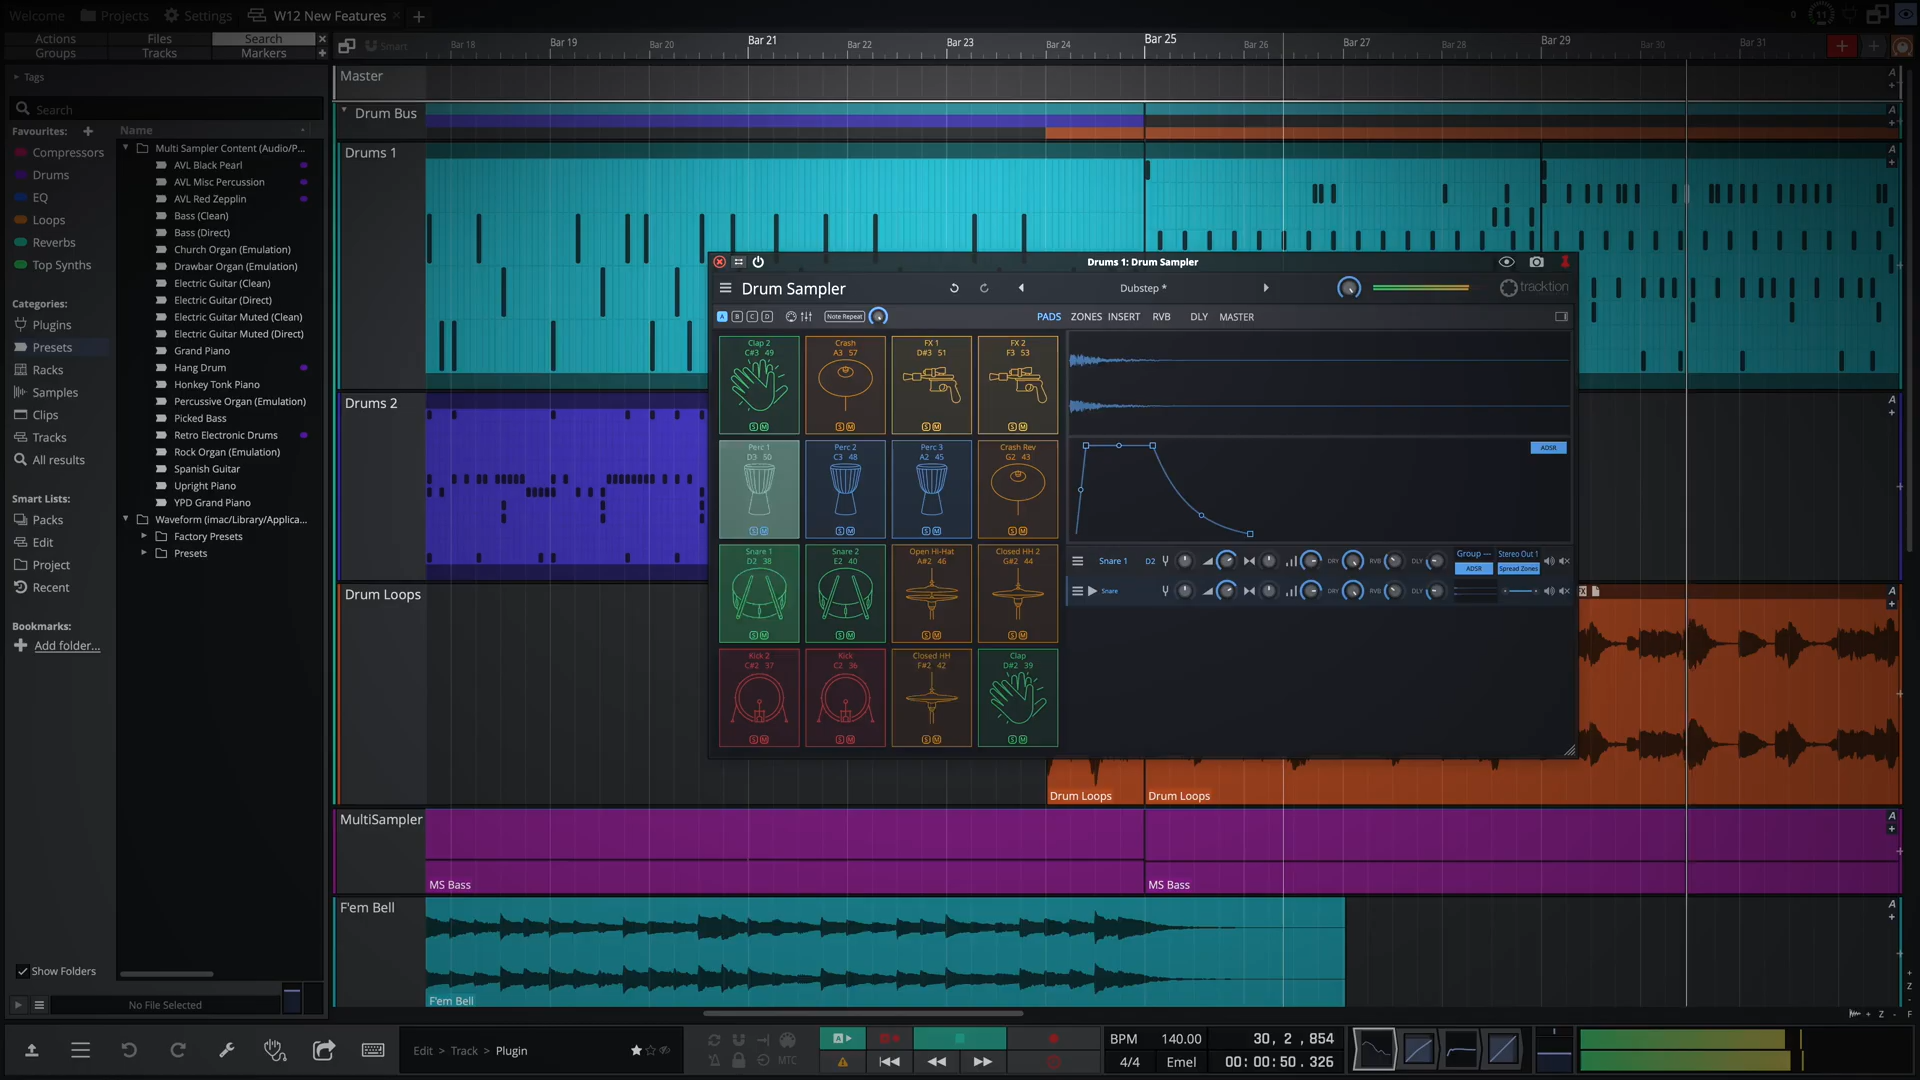 Welcome Projects Settings W12 New Features
0 11
Actions Files Search
Groups Tracks Markers
Smart
Bar 18 Bar 19 Bar 20 Bar 21 Bar 22 Bar 23 Bar 24 Bar 25 Bar 26 Bar 27 Bar 28 Bar 29 Bar 30 Bar 31
Tags
Search
Favourites: +
Compressors
Drums
EQ
Loops
Reverbs
Top Synths
Categories:
Plugins
Presets
Racks
Samples
Clips
Tracks
All results
Smart Lists:
Packs
Edit
Project
Recent
Bookmarks:
Add folder...
Show Folders
No File Selected
Name
Multi Sampler Content (Audio/P...
AVL Black Pearl
AVL Misc Percussion
AVL Red Zepplin
Bass (Clean)
Bass (Direct)
Church Organ (Emulation)
Drawbar Organ (Emulation)
Electric Guitar (Clean)
Electric Guitar (Direct)
Electric Guitar Muted (Clean)
Electric Guitar Muted (Direct)
Grand Piano
Hang Drum
Honkey Tonk Piano
Percussive Organ (Emulation)
Picked Bass
Retro Electronic Drums
Rock Organ (Emulation)
Spanish Guitar
Upright Piano
YPD Grand Piano
Waveform (imac/Library/Applica...
Factory Presets
Presets
Master
Drum Bus
Drums 1
Drums 2
Drum Loops
Drum Loops Drum Loops
MultiSampler
MS Bass MS Bass
F'em Bell
F'em Bell
Drums 1: Drum Sampler
Drum Sampler Dubstep * tracktion
A B C D Note Repeat PADS ZONES INSERT RVB DLY MASTER
Clap 2 Crash FX 1 FX 2
C#3 49 A3 57 D#3 51 F3 53
S M S M S M S M
Perc 1 Perc 2 Perc 3 Crash Rev
D3 50 C3 48 A2 45 G2 43
S M S M S M S M
Snare 1 Snare 2 Open Hi-Hat Closed HH 2
D2 38 E2 40 A#2 46 G#2 44
S M S M S M S M
Kick 2 Kick Closed HH Clap
C#2 37 C2 36 F#2 42 D#2 39
S M S M S M S M
ADSR
Snare 1 D2 DRY RVB DLY Group --- Stereo Out 1
ADSR Spread Zones
Snare DRY RVB DLY
Edit > Track > Plugin
MTC
A
BPM 140.00 30, 2 , 854
4/4 Emel 00:00:50.326